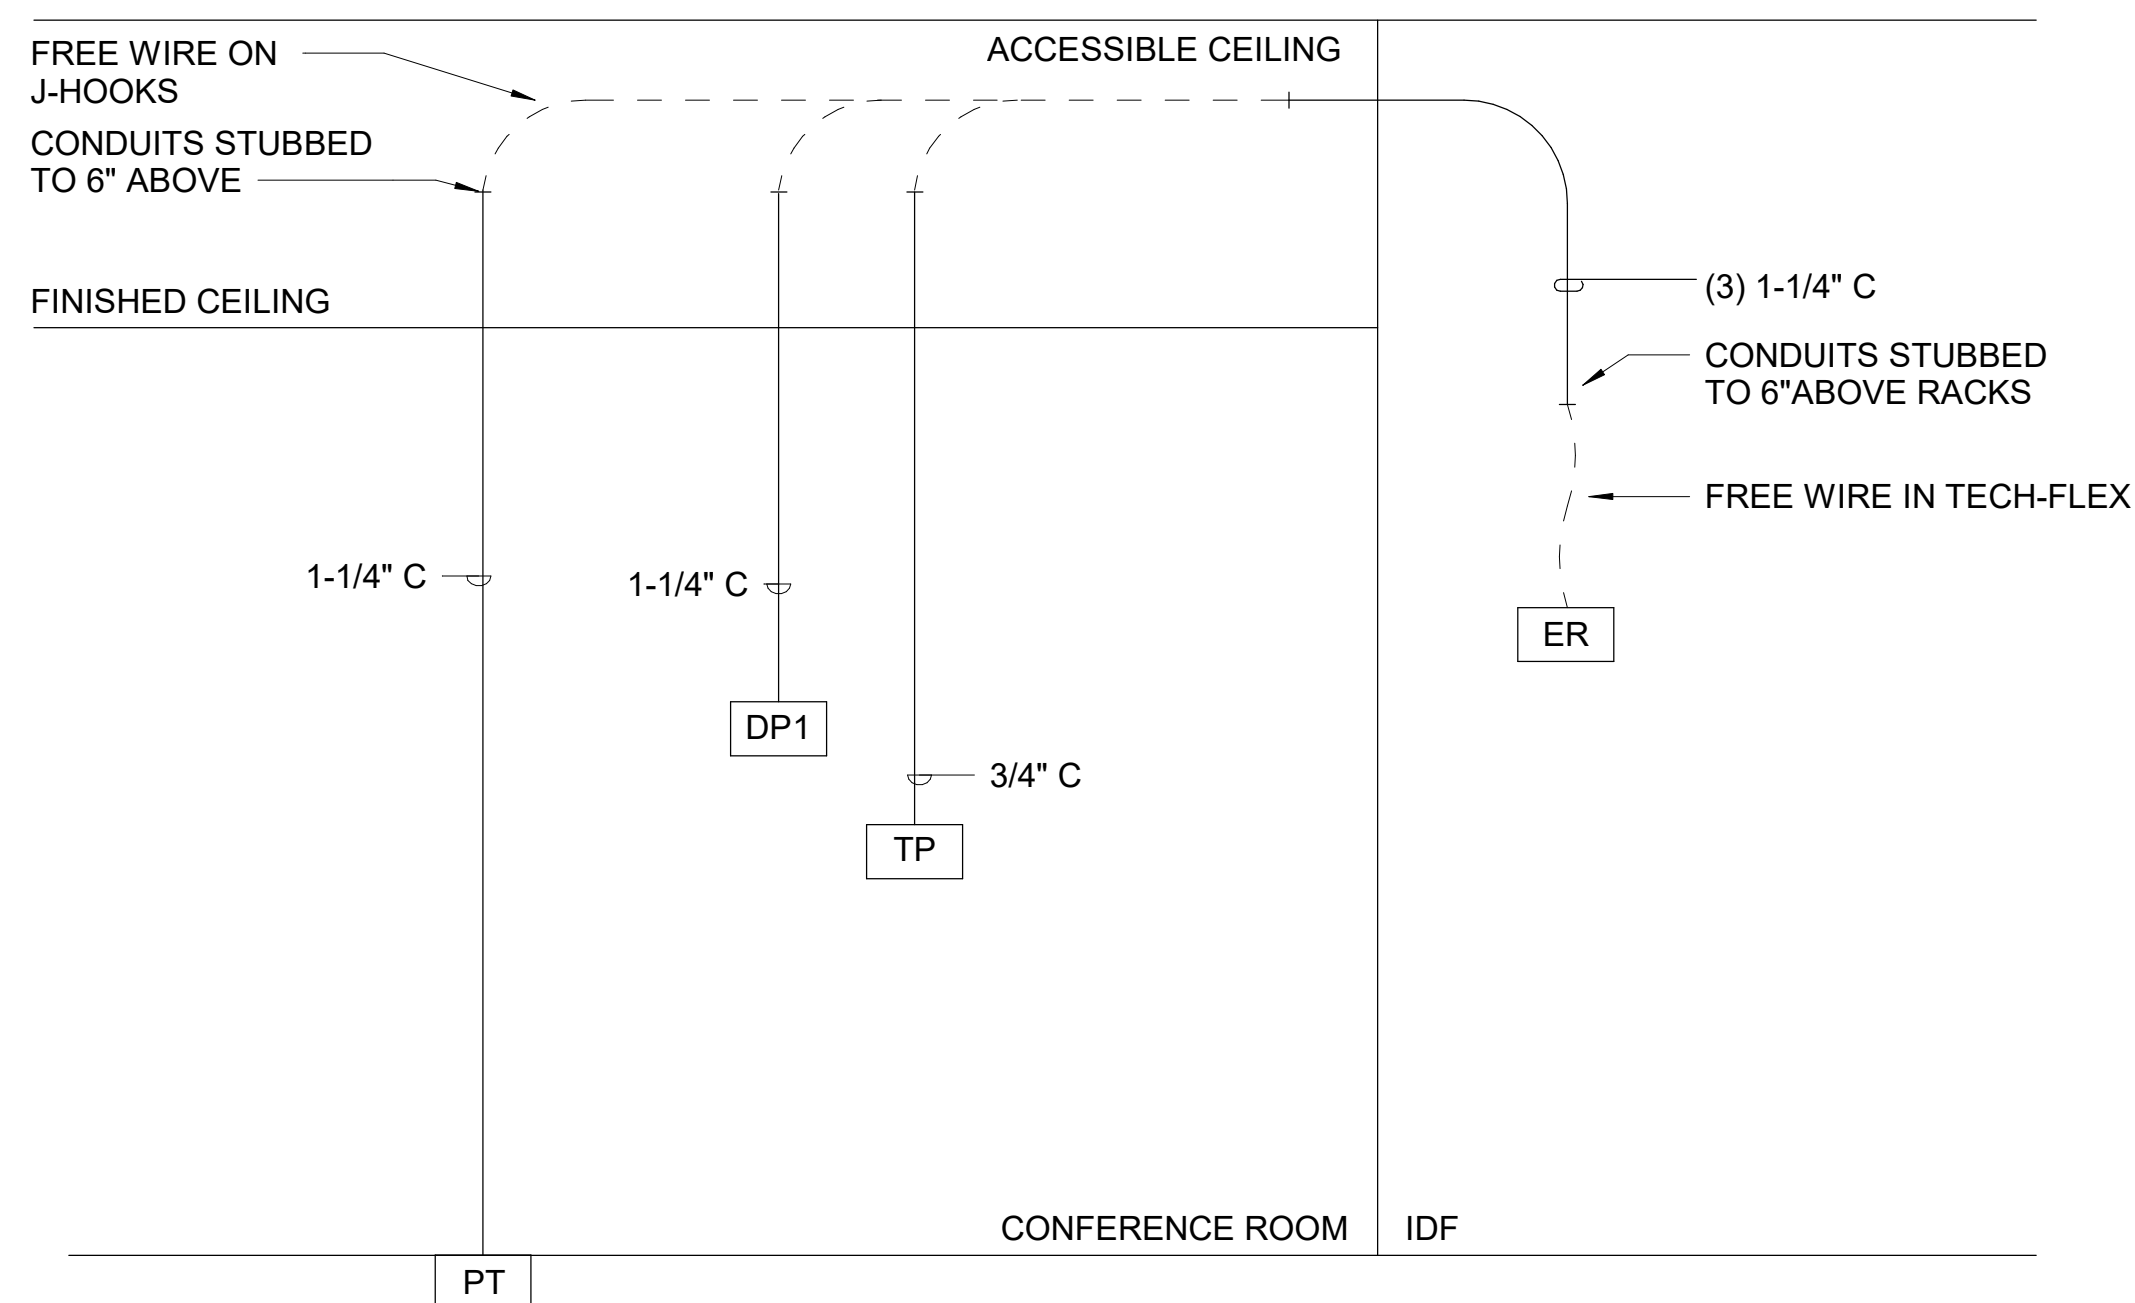 FREE WIRE ON
J-HOOKS
ACCESSIBLE CEILING
CONDUITS STUBBED
TO 6" ABOVE
FINISHED CEILING
(3) 1-1/4" C
CONDUITS STUBBED
TO 6"ABOVE RACKS
FREE WIRE IN TECH-FLEX
1-1/4" C
1-1/4" C
ER
DP1
3/4" C
TP
CONFERENCE ROOM
IDF
PT